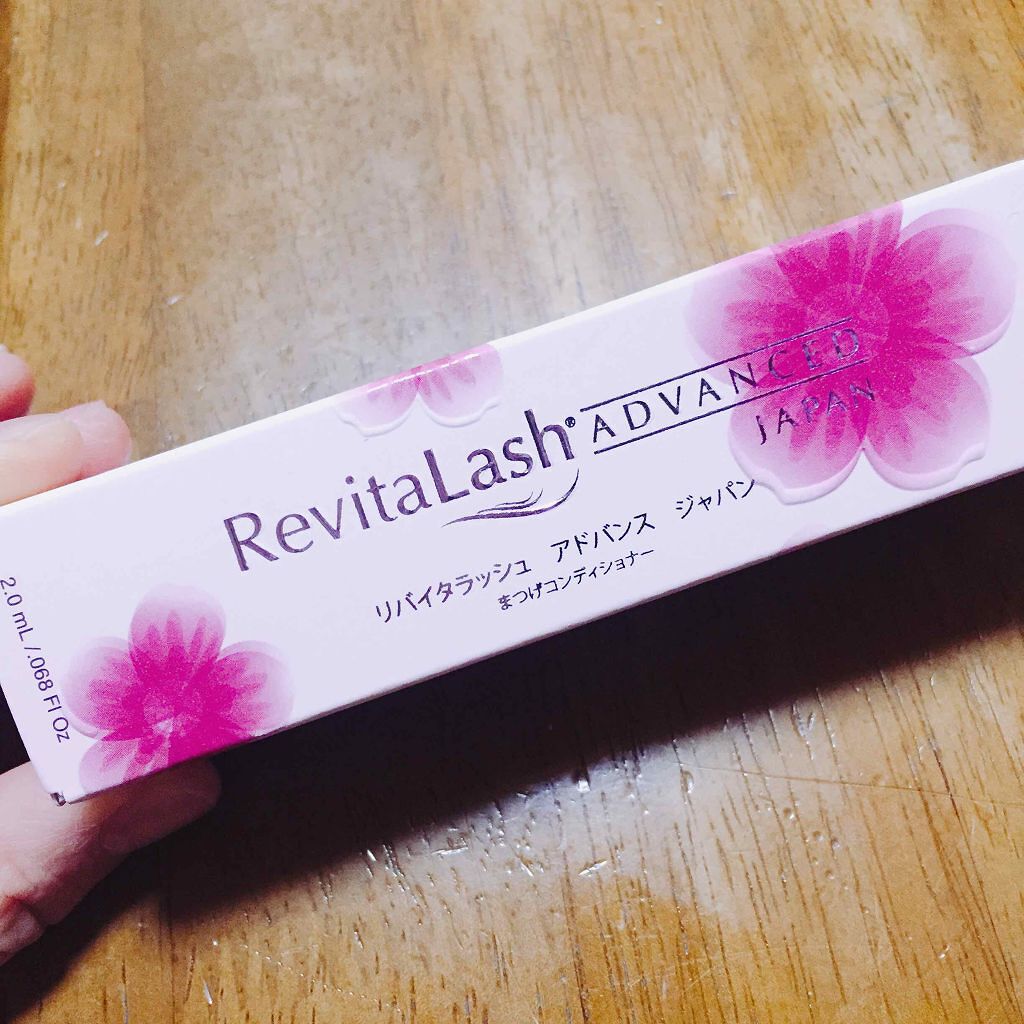 RevitaLash® ADVANCED
JAPAN
リバイタラッシュ アドバンス ジャパン
まつげコンディショナー
2.0 mL / .068 Fl Oz